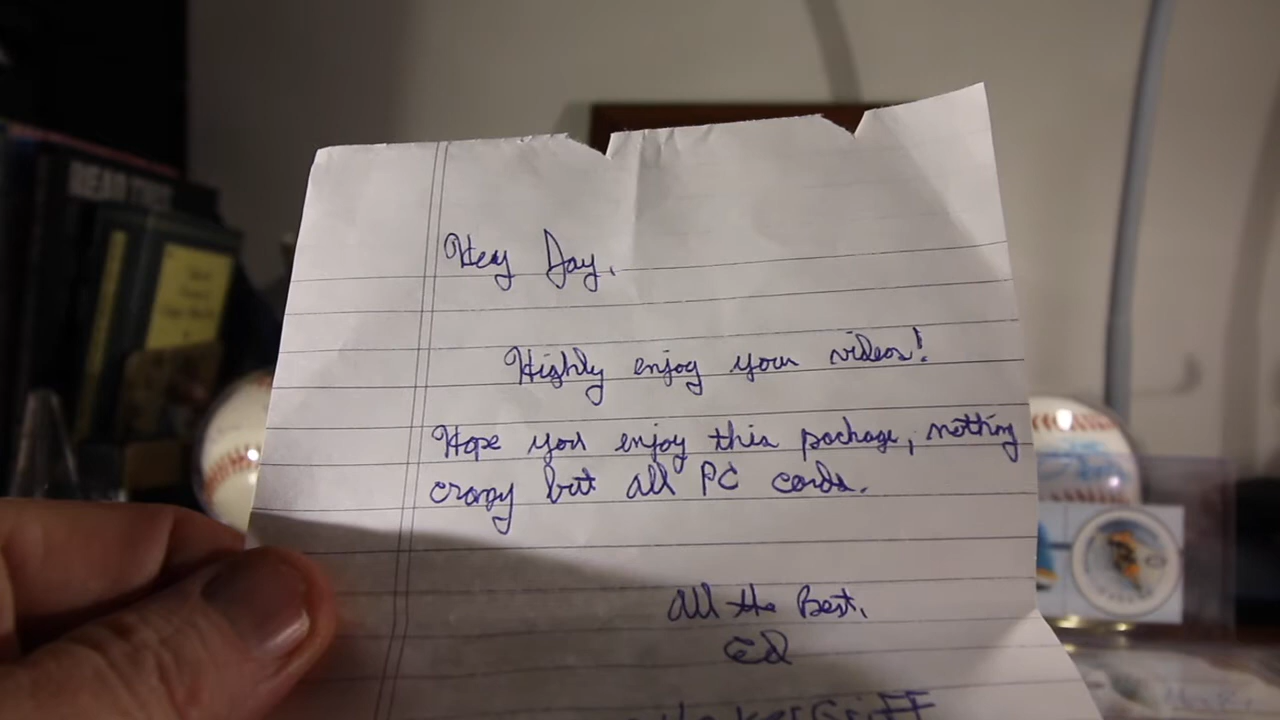 Hey Jay,
Highly enjoy your videos!
Hope you enjoy this package, nothing
crazy but all PC cards.
All the Best,
Ed